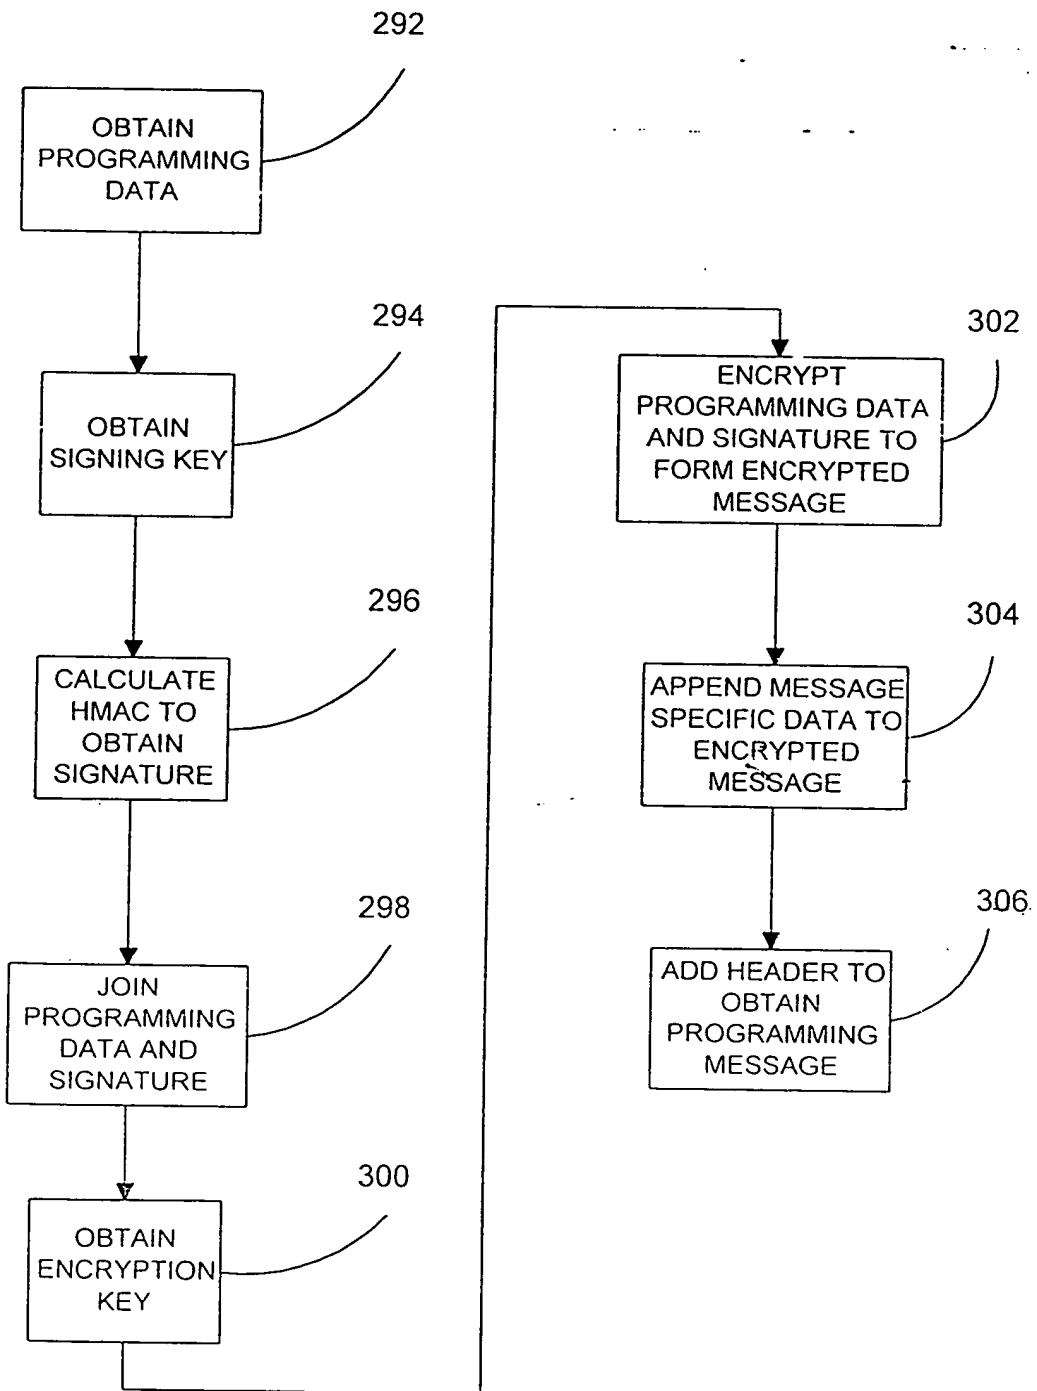 292
OBTAIN
PROGRAMMING
DATA
294
OBTAIN
SIGNING KEY
296
CALCULATE
HMAC TO
OBTAIN
SIGNATURE
298
JOIN
PROGRAMMING
DATA AND
SIGNATURE
300
OBTAIN
ENCRYPTION
KEY
302
ENCRYPT
PROGRAMMING DATA
AND SIGNATURE TO
FORM ENCRYPTED
MESSAGE
304
APPEND MESSAGE
SPECIFIC DATA TO
ENCRYPTED
MESSAGE
306
ADD HEADER TO
OBTAIN
PROGRAMMING
MESSAGE